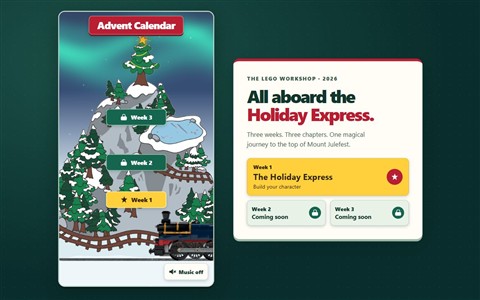 Advent Calendar
Week 3
Week 2
Week 1
Music off
THE LEGO WORKSHOP · 2026
All aboard the
Holiday Express.
Three weeks. Three chapters. One magical
journey to the top of Mount Julefest.
Week 1
The Holiday Express
Build your character
Week 2
Coming soon
Week 3
Coming soon